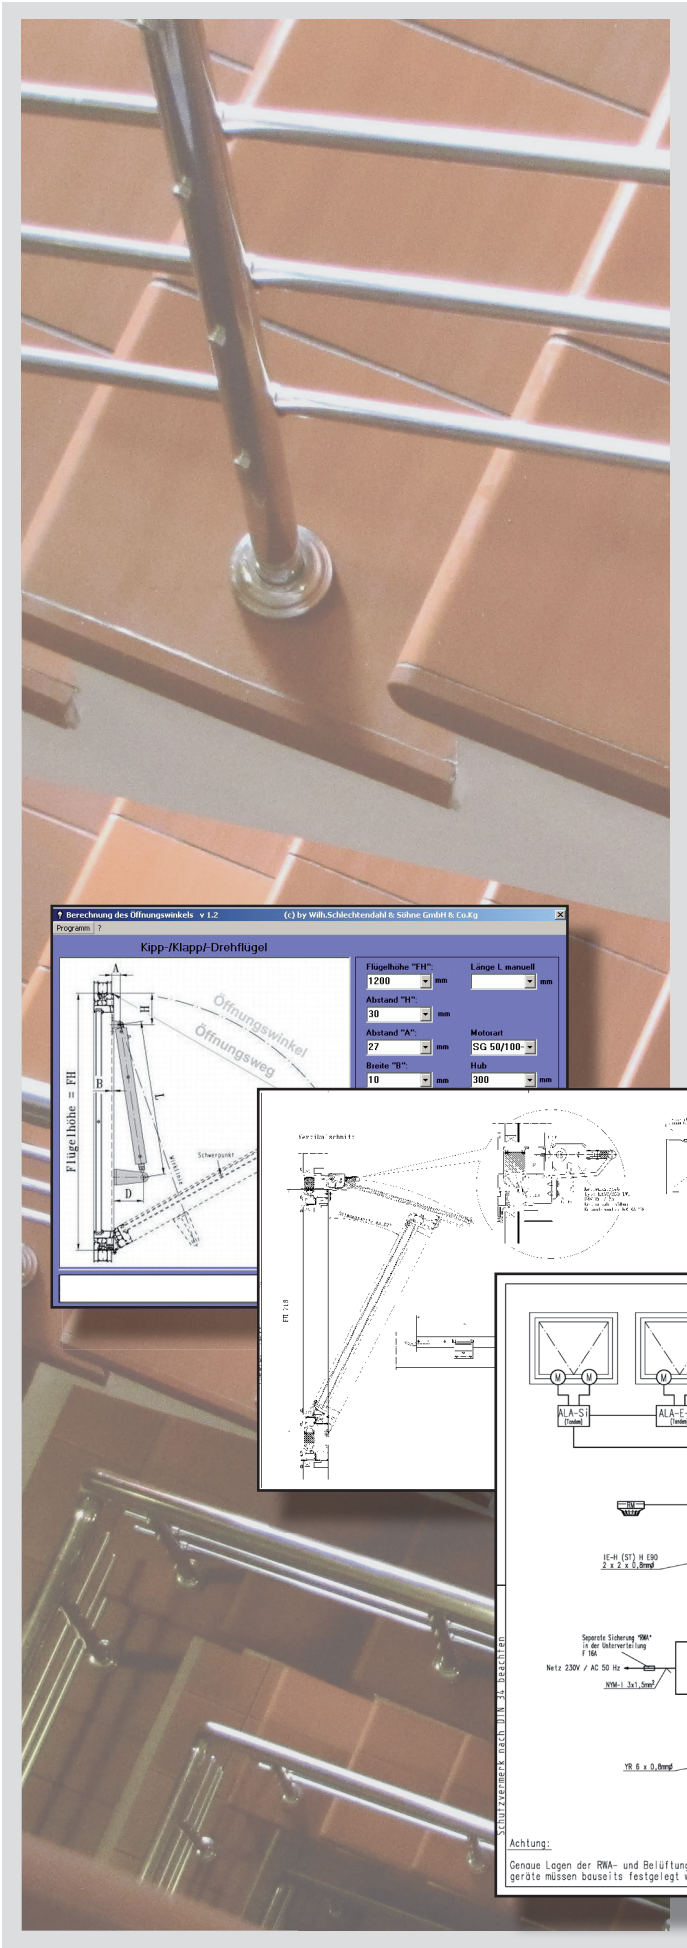 Berechnung des Öffnungswinkels v 1.2 (c) by Wilh.Schlechtendahl & Söhne GmbH & Co.Kg
Programm ?
Kipp-/Klapp/-Drehflügel
Flügelhöhe "FH": Länge L manuell
1200 mm mm
Abstand "H":
30 mm
Abstand "A": Motorart
27 mm SG 50/100-
Breite "B": Hub
10 mm 300 mm
A
H
Öffnungswinkel
Öffnungsweg
B
L
Flügelhöhe = FH
Schwerpunkt
Wirklinie
D
Vertikalschnitt
M M M
ALA-Si ALA-E-
(Tandem) (Tandem
RM
IE-H (ST) H E90
2 x 2 x 0,8mmø
Separate Sicherung "RWA"
in der Unterverteilung
F 16A
Netz 230V / AC 50 Hz
NYM-I 3x1,5mm²
YR 6 x 0,8mmø
Schutzvermerk nach DIN 34 beachten
Achtung:
Genaue Lagen der RWA- und Belüftung
geräte müssen bauseits festgelegt